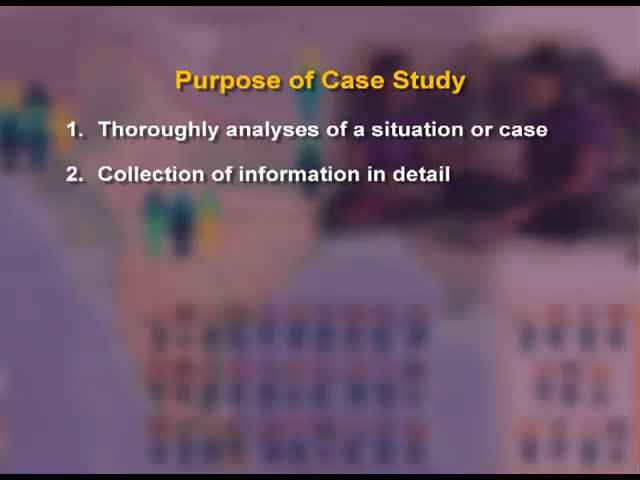 Purpose of Case Study
1. Thoroughly analyses of a situation or case
2. Collection of information in detail